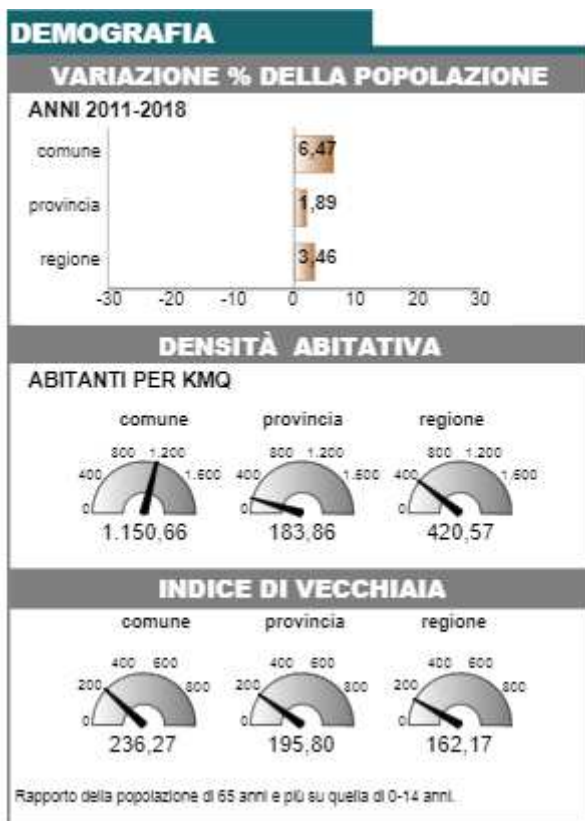 DEMOGRAFIA
VARIAZIONE % DELLA POPOLAZIONE
ANNI 2011-2018
comune 6,47
provincia 1,89
regione 3,46
-30 -20 -10 0 10 20 30
DENSITÀ ABITATIVA
ABITANTI PER KMQ
comune provincia regione
800 1.200 800 1.200 800 1.200
400 1.600 400 1.600 400 1.600
0 0 0
1.150,66 183,86 420,57
INDICE DI VECCHIAIA
comune provincia regione
400 600 400 600 400 600
200 800 200 800 200 800
0 0 0
236,27 195,80 162,17
Rapporto della popolazione di 65 anni e più su quella di 0-14 anni.